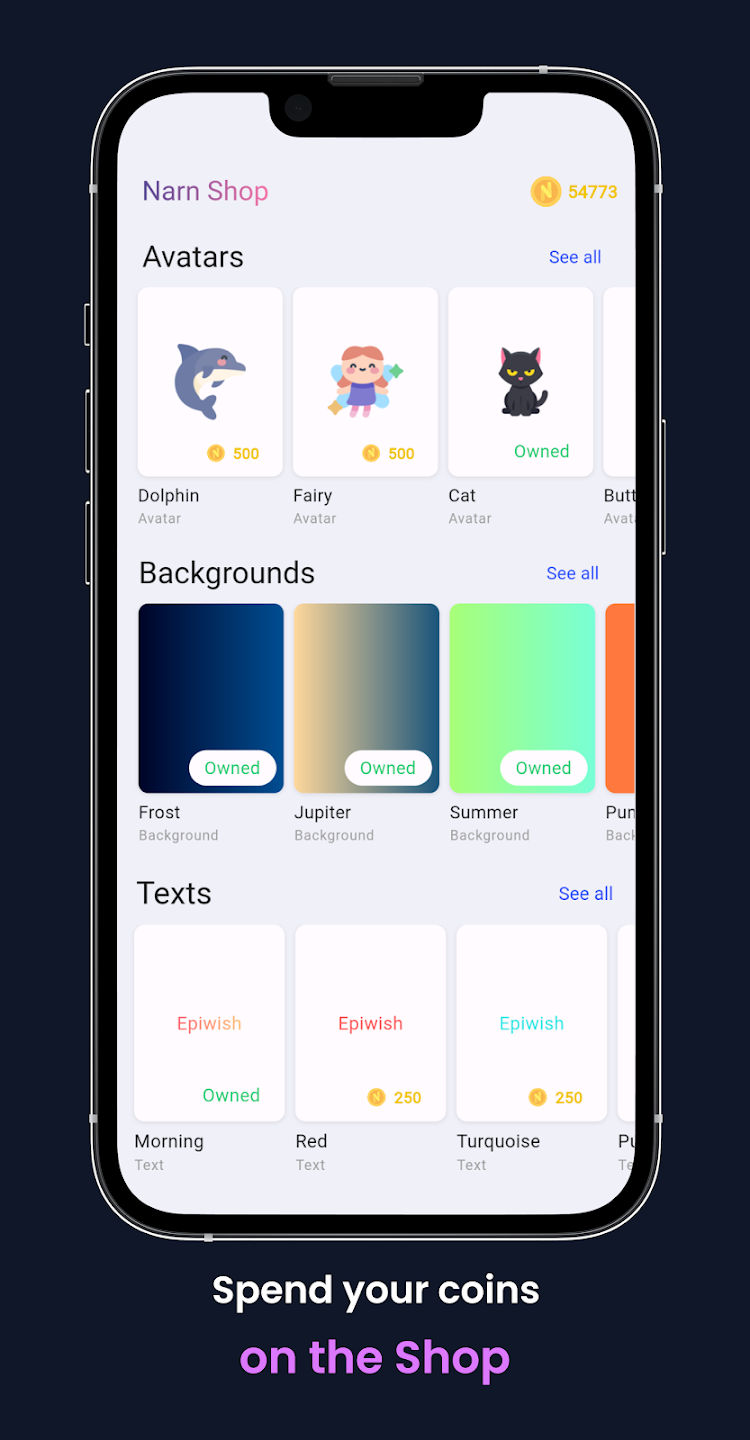 Narn Shop
54773
Avatars
See all
500
500
Owned
Dolphin
Fairy
Cat
Butt
Avatar
Avatar
Avatar
Avata
Backgrounds
See all
Owned
Owned
Owned
Frost
Jupiter
Summer
Pun
Background
Background
Background
Back
Texts
See all
Epiwish
Epiwish
Epiwish
Owned
250
250
Morning
Red
Turquoise
Pu
Text
Text
Text
Te
Spend your coins
on the Shop